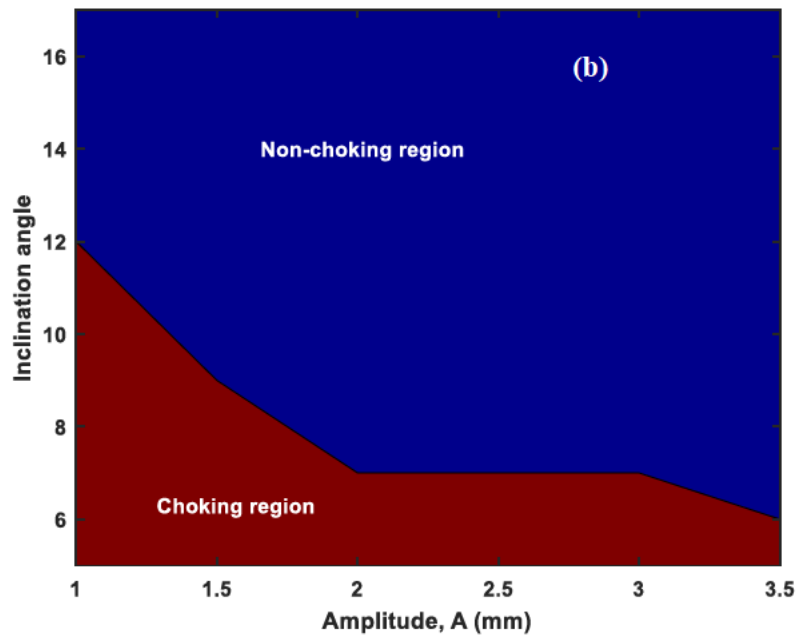 (b)
16
Non-choking region
14
12
Inclination angle
10
8
Choking region
6
1 1.5 2 2.5 3 3.5
Amplitude, A (mm)